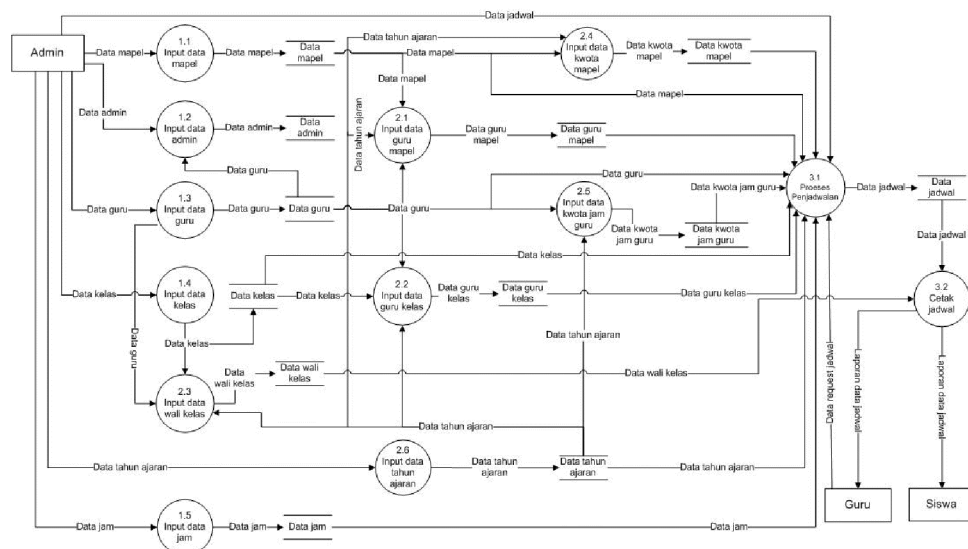 Data jadwal
Admin
Data mapel
1.1
Input data
mapel
Data mapel
Data
mapel
Data tahun ajaran
Data mapel
2.4
Input data
kwota
mapel
Data kwota
mapel
Data kwota
mapel
Data mapel
Data mapel
Data admin
1.2
Input data
admin
Data admin
Data
admin
Data tahun ajaran
2.1
Input data
guru
mapel
Data guru
mapel
Data guru
mapel
Data guru
Data guru
1.3
Input data
guru
Data guru
Data guru
Data guru
Data guru
2.5
Input data
kwota jam
guru
Data kwota
jam guru
Data kwota jam guru
Data kwota
jam guru
3.1
Proeses
Penjadwalan
Data jadwal
Data
jadwal
Data jadwal
Data kelas
1.4
Input data
kelas
Data kelas
Data kelas
Data kelas
2.2
Input data
guru kelas
Data guru
kelas
Data guru
kelas
Data guru kelas
Data kelas
3.2
Cetak
jadwal
Data guru
2.3
Input data
wali kelas
Data
wali kelas
Data wali
kelas
Data wali kelas
Data tahun ajaran
Data tahun ajaran
Data tahun ajaran
2.6
Input data
tahun
ajaran
Data tahun
ajaran
Data tahun
ajaran
Data tahun ajaran
Data request jadwal
Laporan data jadwal
Laporan data jadwal
Guru
Siswa
Data jam
1.5
Input data
jam
Data jam
Data jam
Data jam